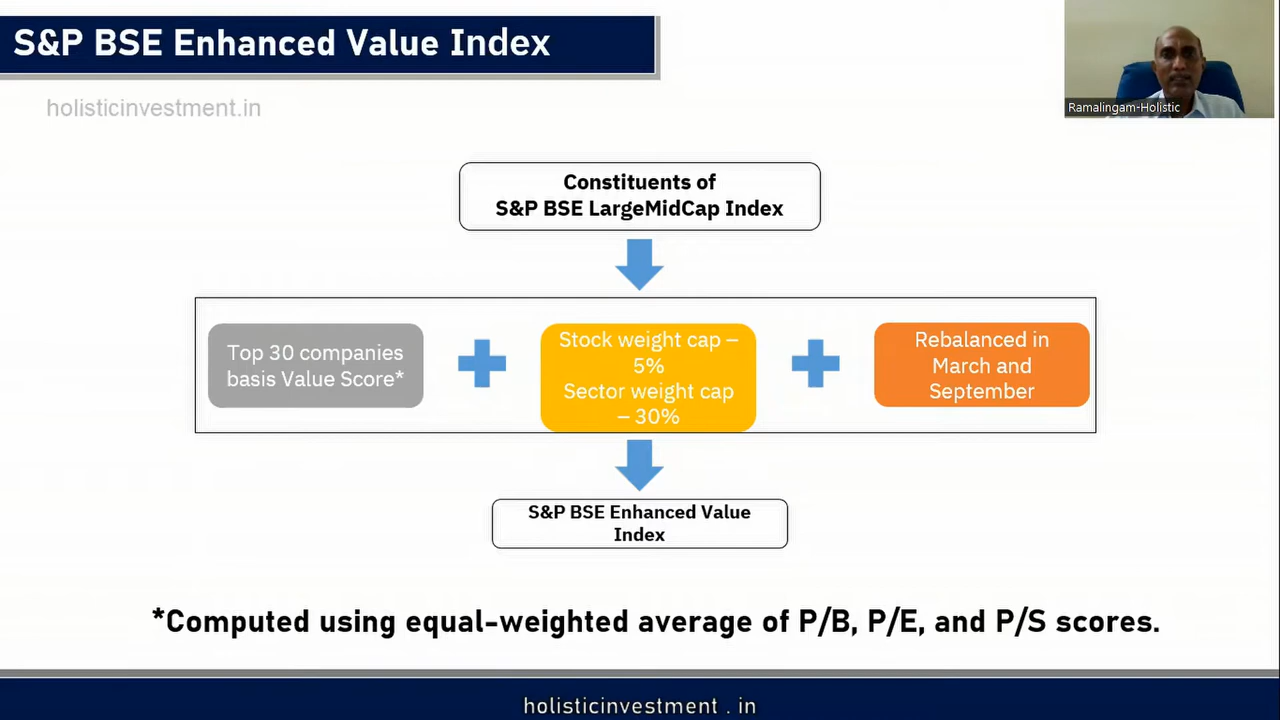 S&P BSE Enhanced Value Index
Ramalingam-Holistic
holisticinvestment.in
Constituents of
S&P BSE LargeMidCap Index
Top 30 companies
basis Value Score*
Stock weight cap –
5%
Sector weight cap
– 30%
Rebalanced in
March and
September
S&P BSE Enhanced Value
Index
*Computed using equal-weighted average of P/B, P/E, and P/S scores.
holisticinvestment . in